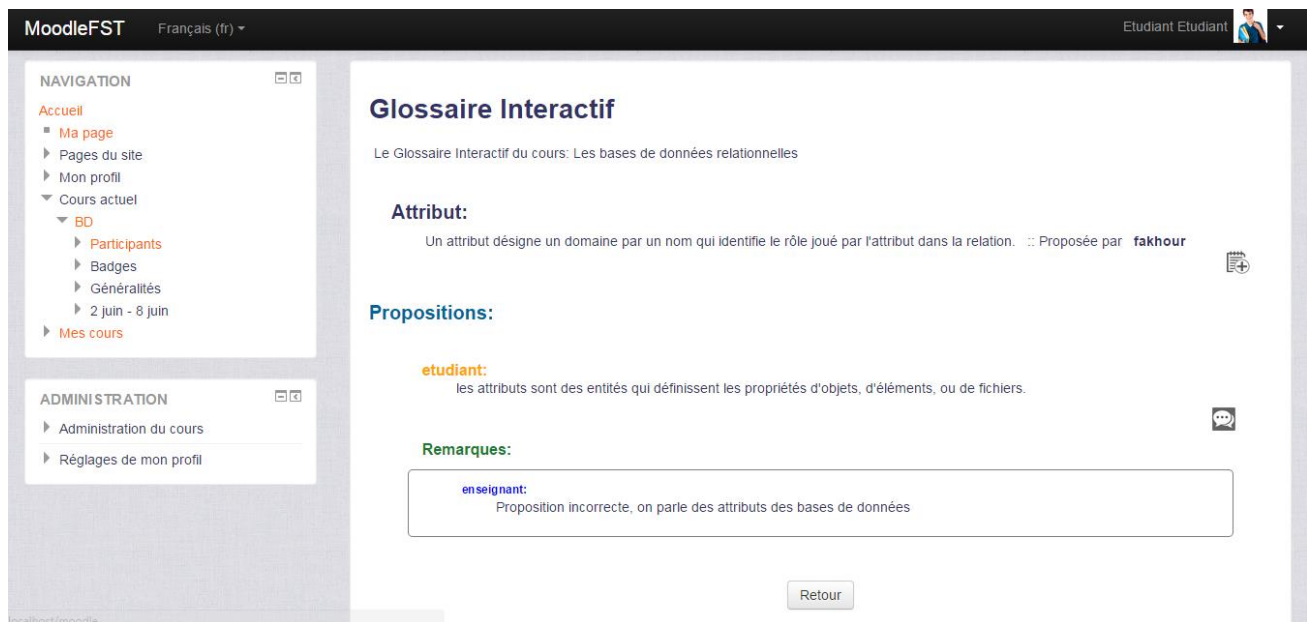 MoodleFST Français (fr) Etudiant Etudiant
NAVIGATION
Accueil
Ma page
Pages du site
Mon profil
Cours actuel
BD
Participants
Badges
Généralités
2 juin - 8 juin
Mes cours
ADMINISTRATION
Administration du cours
Réglages de mon profil
Glossaire Interactif
Le Glossaire Interactif du cours: Les bases de données relationnelles
Attribut:
Un attribut désigne un domaine par un nom qui identifie le rôle joué par l'attribut dans la relation. :: Proposée par fakhour
Propositions:
etudiant:
les attributs sont des entités qui définissent les propriétés d'objets, d'éléments, ou de fichiers.
Remarques:
enseignant:
Proposition incorrecte, on parle des attributs des bases de données
Retour
localhost/moodle